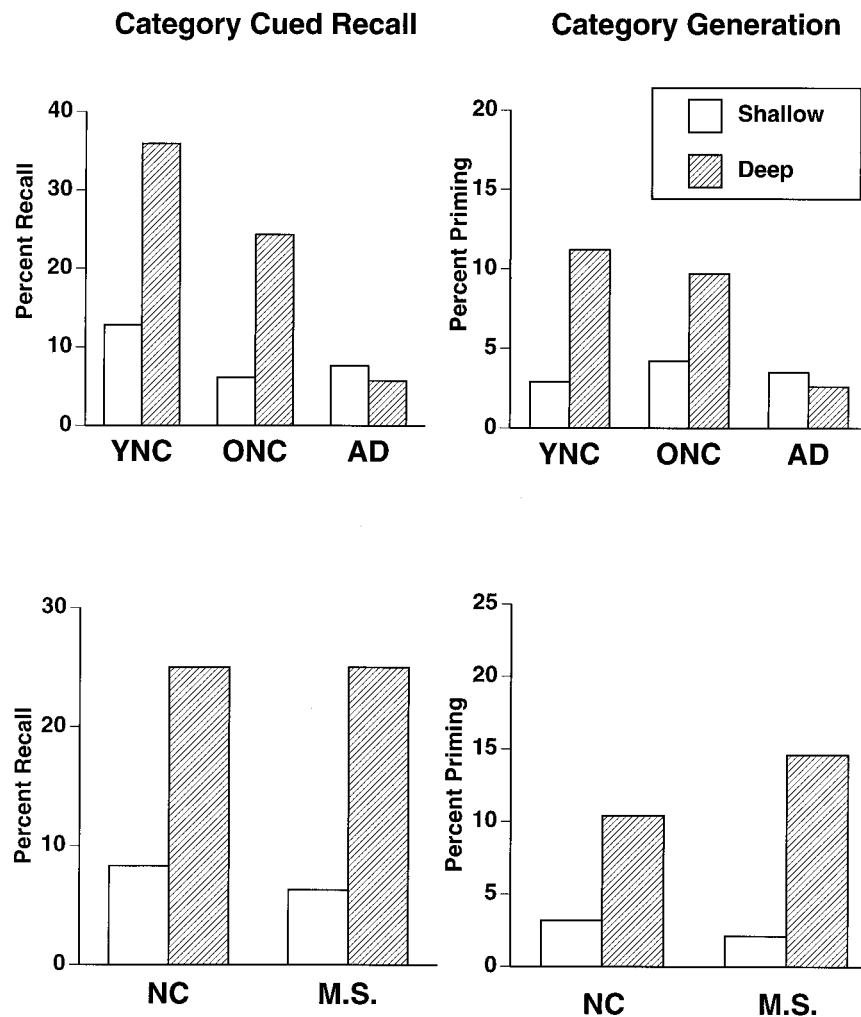 Category Cued Recall
Category Generation
40
30
20
10
0
Percent Recall
YNC ONC AD
20
15
10
5
0
Percent Priming
Shallow
Deep
YNC ONC AD
30
20
10
0
Percent Recall
NC M.S.
25
20
15
10
5
0
Percent Priming
NC M.S.